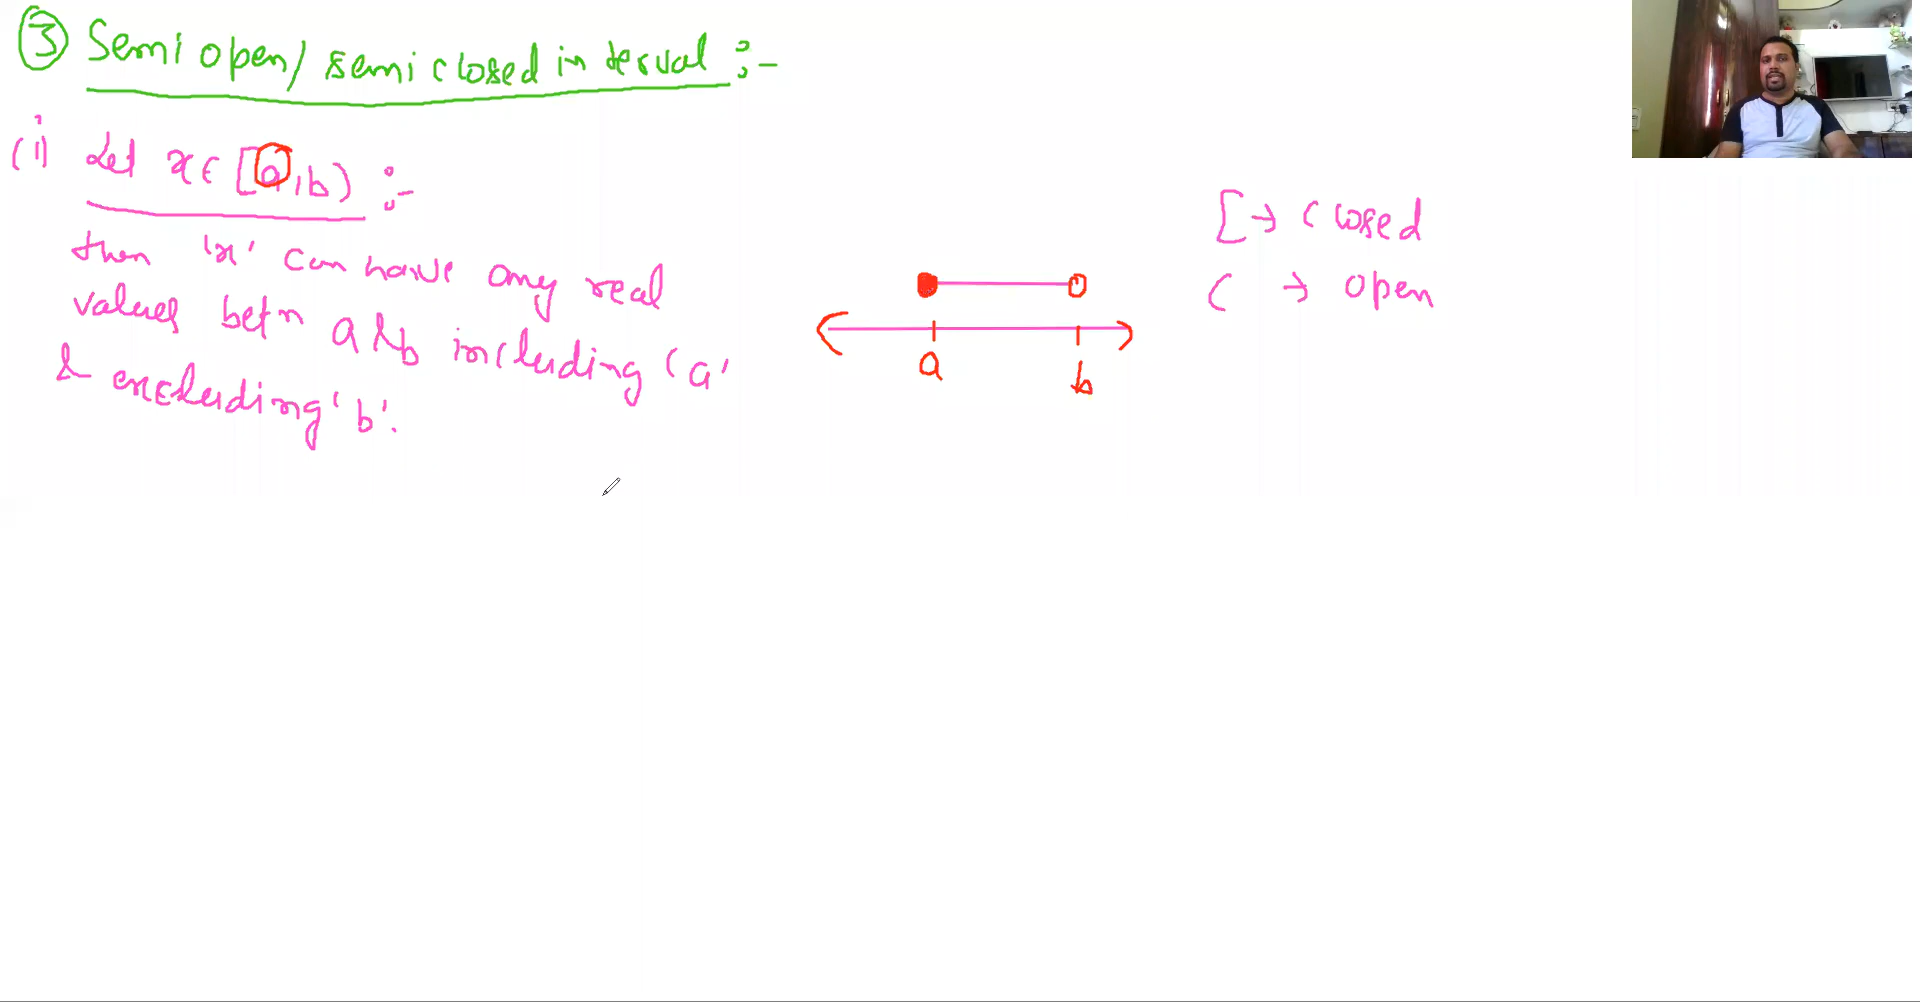 ③ Semi open/ semi closed interval :-
(i) Let x ∈ [a, b) :-
then 'x' can have any real
values betn a & b including 'a'
& excluding 'b'.
a b
[ → closed
( → open